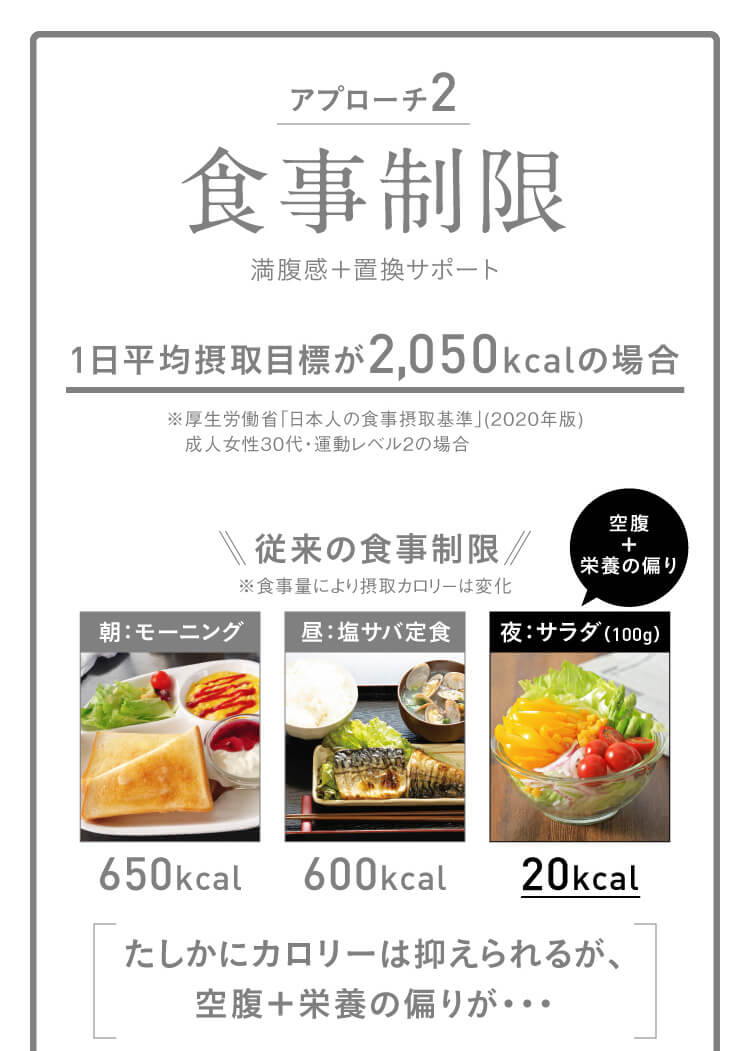 アプローチ2
食事制限
満腹感＋置換サポート
1日平均摂取目標が2,050kcalの場合
※厚生労働省「日本人の食事摂取基準」(2020年版)
成人女性30代・運動レベル2の場合
空腹
＋
栄養の偏り
従来の食事制限
※食事量により摂取カロリーは変化
朝：モーニング
昼：塩サバ定食
夜：サラダ(100g)
650kcal
600kcal
20kcal
たしかにカロリーは抑えられるが、
空腹＋栄養の偏りが・・・